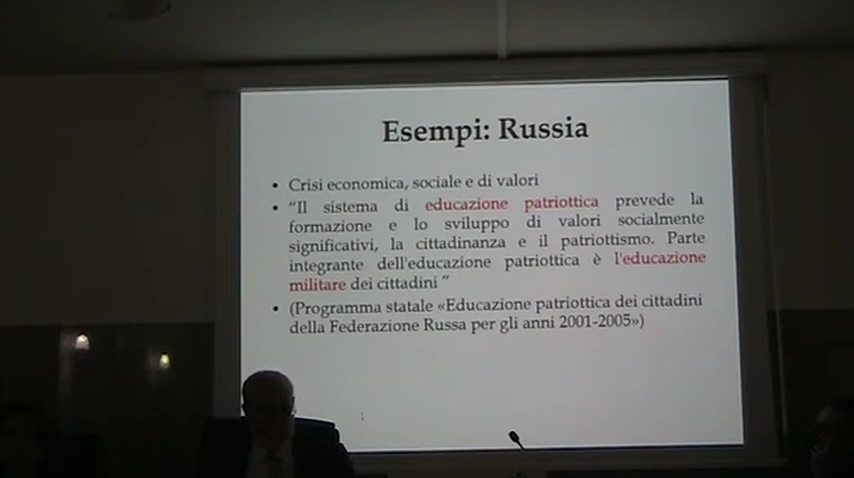 Esempi: Russia
• Crisi economica, sociale e di valori
• “Il sistema di educazione patriottica prevede la
formazione e lo sviluppo di valori socialmente
significativi, la cittadinanza e il patriottismo. Parte
integrante dell'educazione patriottica è l'educazione
militare dei cittadini ”
• (Programma statale «Educazione patriottica dei cittadini
della Federazione Russa per gli anni 2001-2005»)